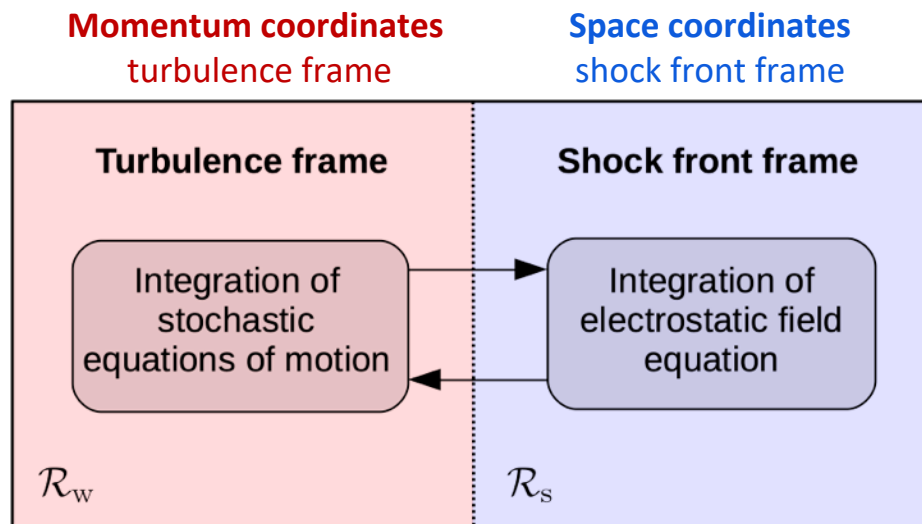 Momentum coordinates
turbulence frame
Space coordinates
shock front frame
Turbulence frame
Shock front frame
Integration of
stochastic
equations of motion
Integration of
electrostatic field
equation
ℛw
ℛs